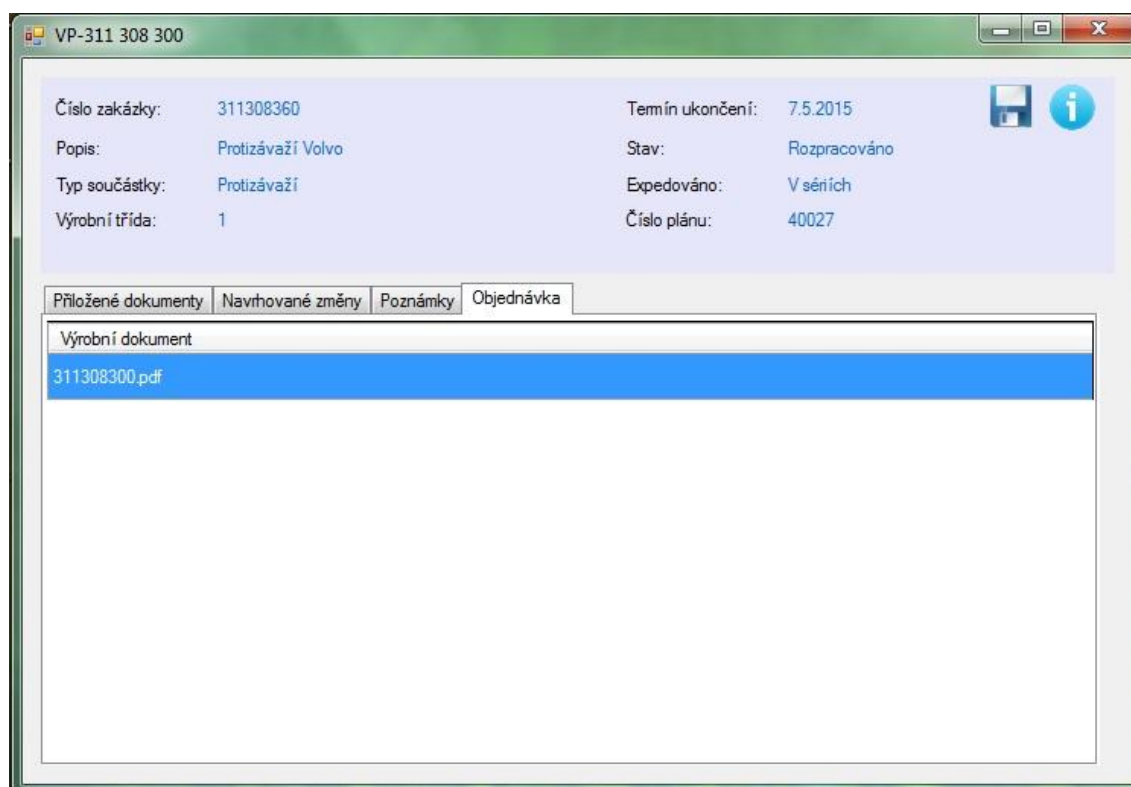 VP-311 308 300
Číslo zakázky: 311308360 Termín ukončení: 7.5.2015
Popis: Protizávaží Volvo Stav: Rozpracováno
Typ součástky: Protizávaží Expedováno: V sériích
Výrobní třída: 1 Číslo plánu: 40027
Přiložené dokumenty Navrhované změny Poznámky Objednávka
Výrobní dokument
311308300.pdf